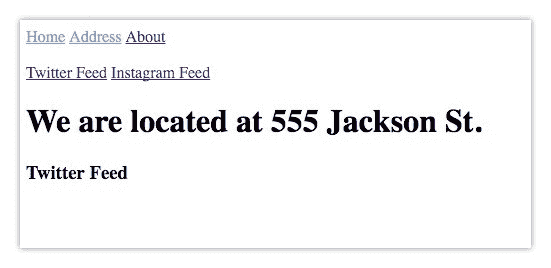 Home Address About
Twitter Feed Instagram Feed
We are located at 555 Jackson St.
Twitter Feed